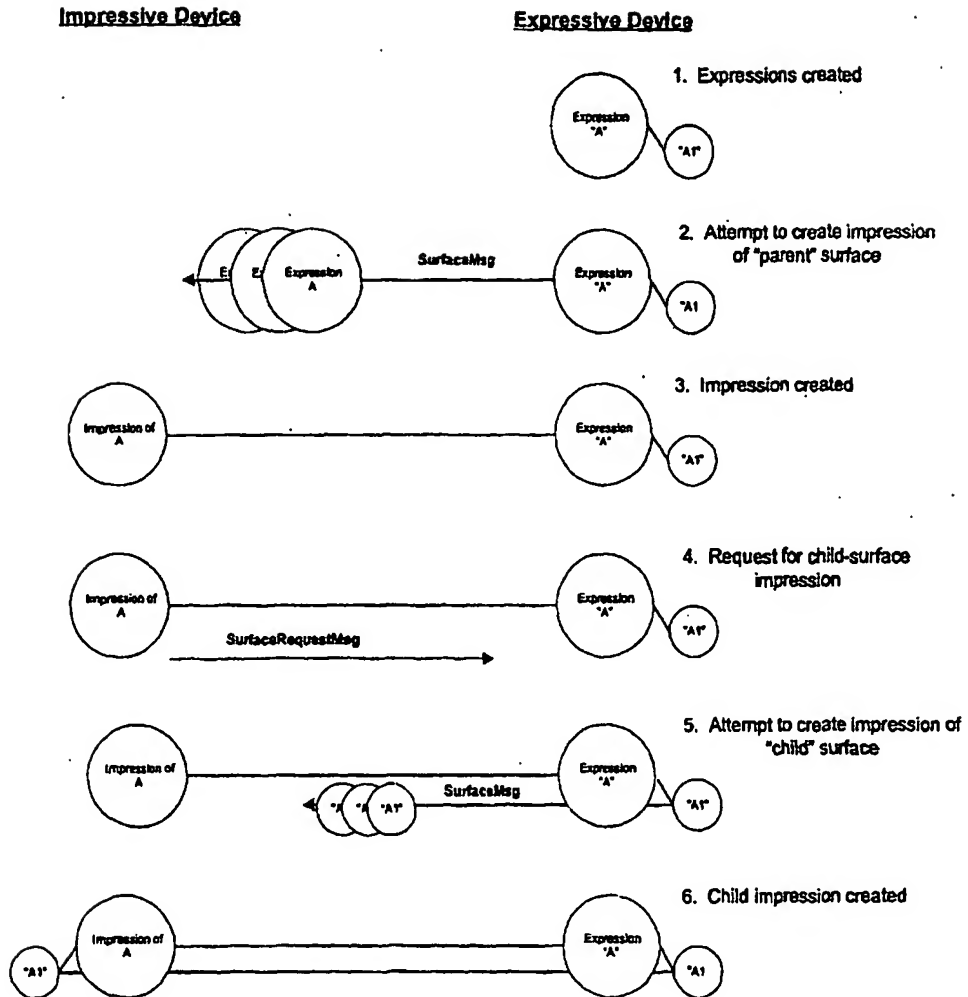 Impressive Device
Expressive Device
1. Expressions created
Expression
"A"
"A1"
2. Attempt to create impression
of "parent" surface
SurfaceMsg
E
E
Expression
A
Expression
"A"
"A1
3. Impression created
Impression of
A
Expression
"A"
"A1"
4. Request for child-surface
impression
Impression of
A
Expression
"A"
"A1"
SurfaceRequestMsg
5. Attempt to create impression of
"child" surface
Impression of
A
Expression
"A"
SurfaceMsg
"A "A "A1"
"A1"
6. Child impression created
Impression of
A
Expression
"A"
"A1"
"A1